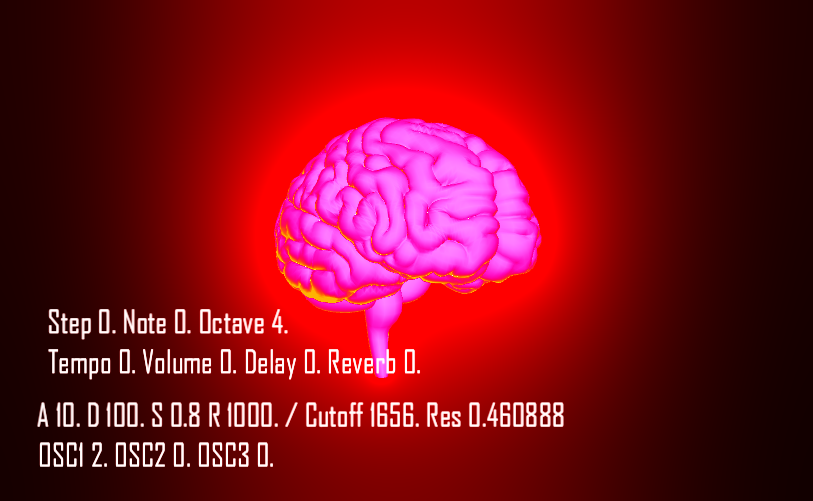 Step 0. Note 0. Octave 4.
Tempo 0. Volume 0. Delay 0. Reverb 0.
A 10. D 100. S 0.8 R 1000. / Cutoff 1656. Res 0.460888
OSC1 2. OSC2 0. OSC3 0.